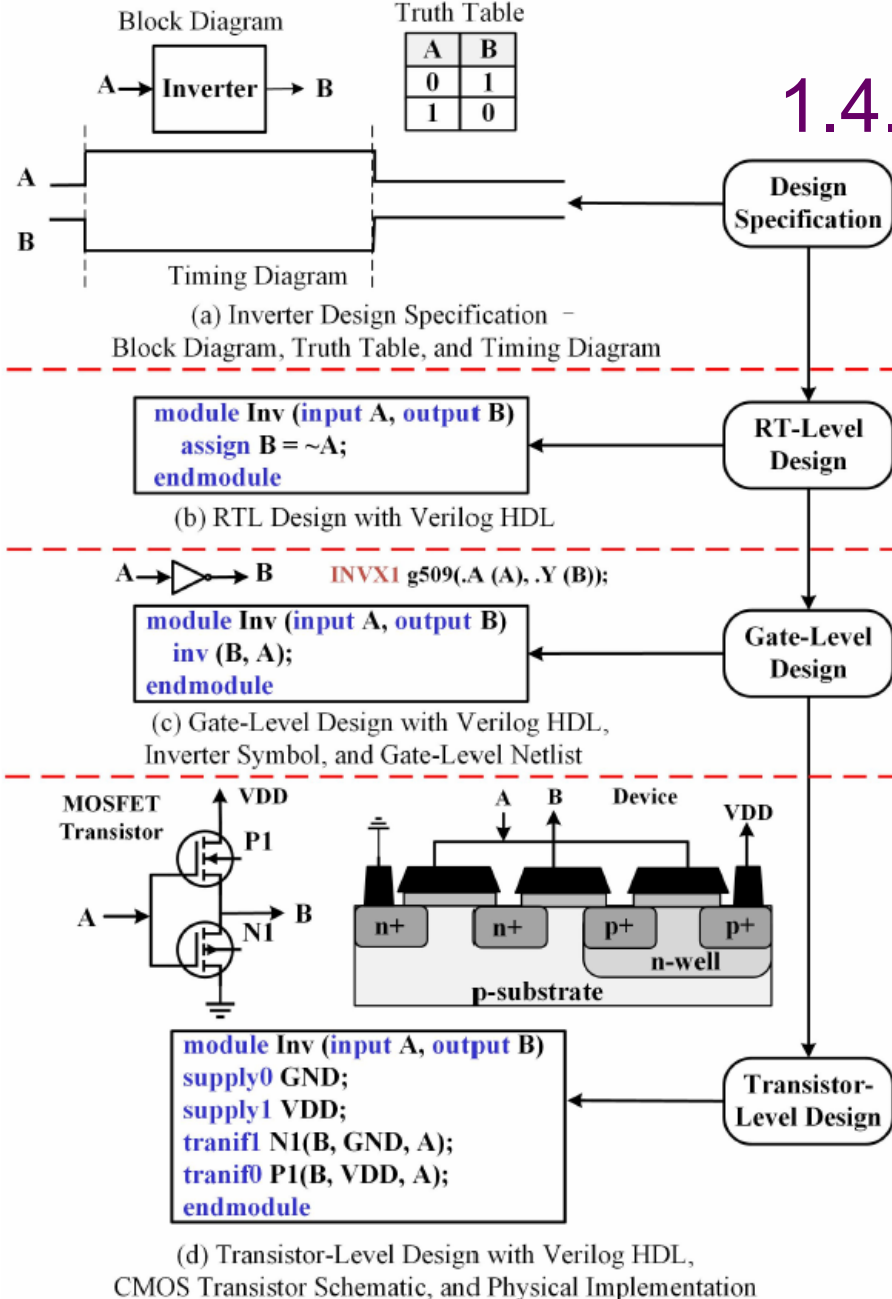 Block Diagram
Truth Table
A Inverter B
A B
0 1
1 0
1.4.
A
B
Timing Diagram
Design
Specification
(a) Inverter Design Specification -
Block Diagram, Truth Table, and Timing Diagram
module Inv (input A, output B)
assign B = ~A;
endmodule
RT-Level
Design
(b) RTL Design with Verilog HDL
A B INVX1 g509(.A (A), .Y (B));
module Inv (input A, output B)
inv (B, A);
endmodule
Gate-Level
Design
(c) Gate-Level Design with Verilog HDL,
Inverter Symbol, and Gate-Level Netlist
MOSFET
Transistor
VDD
P1
A
B
N1
A B Device
VDD
n+ n+ p+ p+
n-well
p-substrate
module Inv (input A, output B)
supply0 GND;
supply1 VDD;
tranif1 N1(B, GND, A);
tranif0 P1(B, VDD, A);
endmodule
Transistor-
Level Design
(d) Transistor-Level Design with Verilog HDL,
CMOS Transistor Schematic, and Physical Implementation